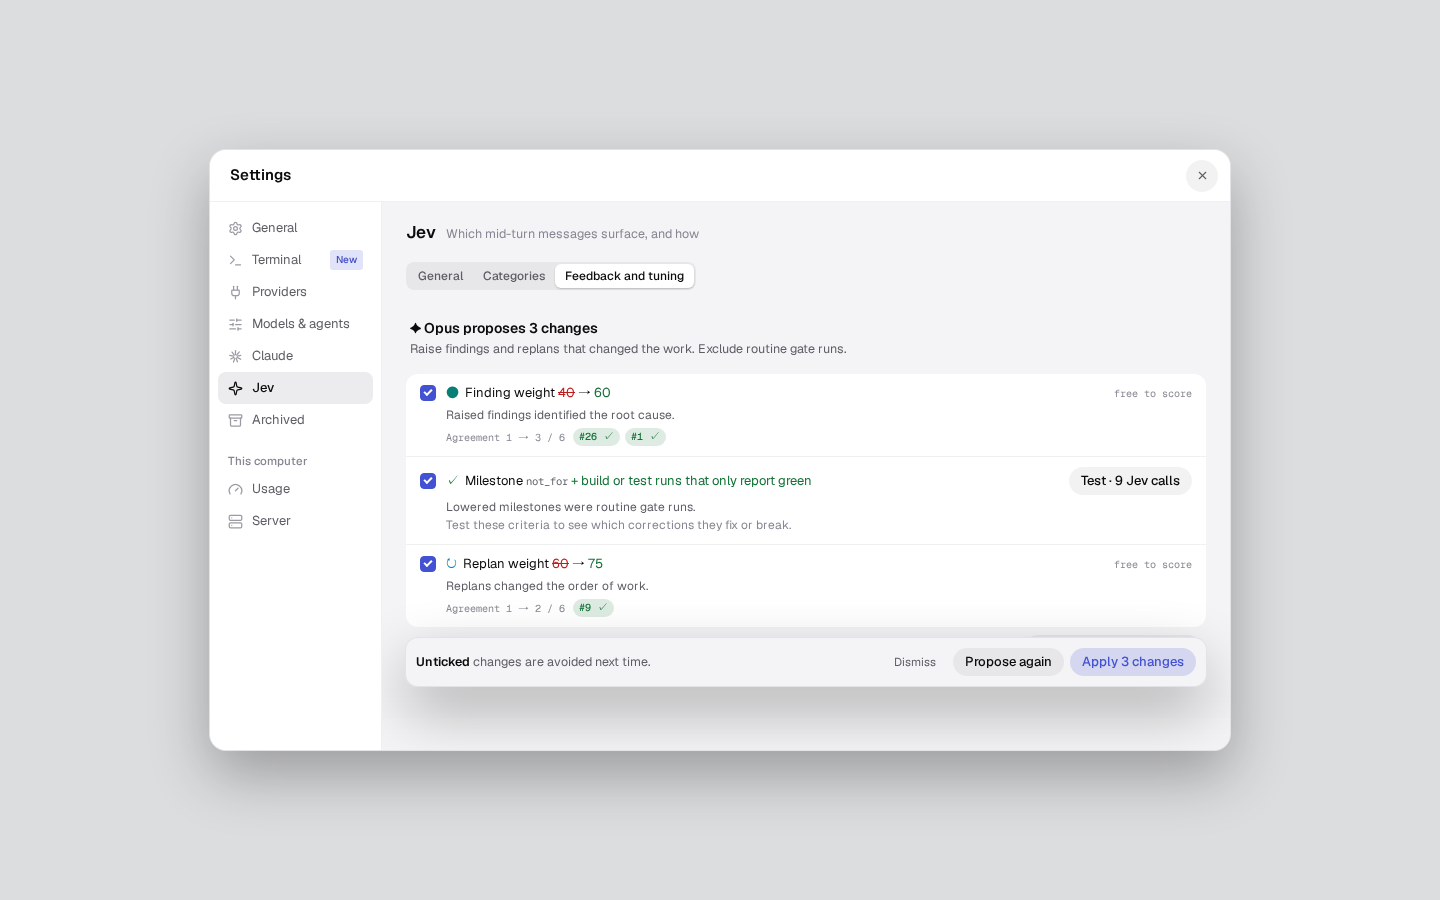 Settings
General
Terminal New
Providers
Models & agents
Claude
Jev
Archived
This computer
Usage
Server
Jev Which mid-turn messages surface, and how
General Categories Feedback and tuning
Opus proposes 3 changes
Raise findings and replans that changed the work. Exclude routine gate runs.
Finding weight 40 → 60 free to score
Raised findings identified the root cause.
Agreement 1 → 3 / 6 #26 ✓ #1 ✓
✓ Milestone not_for + build or test runs that only report green Test · 9 Jev calls
Lowered milestones were routine gate runs.
Test these criteria to see which corrections they fix or break.
Replan weight 60 → 75 free to score
Replans changed the order of work.
Agreement 1 → 2 / 6 #9 ✓
Unticked changes are avoided next time. Dismiss Propose again Apply 3 changes